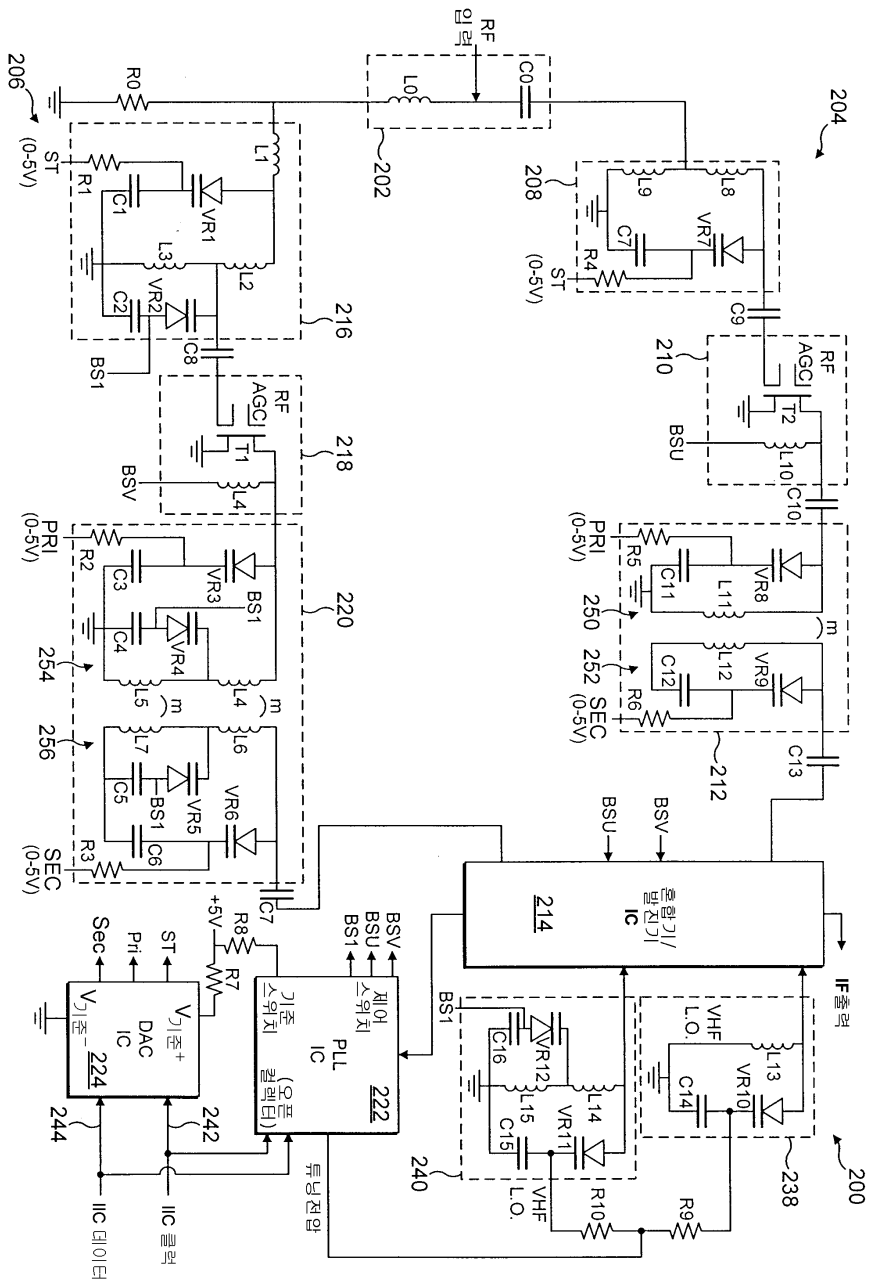 204
RF
입력
C0
L0
202
R0
206
208
L8
L9
VR7
C7
R4
ST
(0-5V)
C9
210
RF
AGC
T2
L10
BSU
C10
PRI
(0-5V)
R5
C11
VR8
L11
250
m
L12
252
VR9
C12
R6
SEC
(0-5V)
212
C13
L1
ST
(0-5V)
R1
C1
VR1
L3
L2
VR2
C2
BS1
216
C8
RF
AGC
T1
218
L4
BSV
PRI
(0-5V)
R2
C3
VR3
BS1
C4
VR4
220
254
L5
L4
m
m
256
L7
L6
C5
BS1
VR5
VR6
C6
R3
SEC
(0-5V)
C7
BSU
BSV
214
혼합기/
발진기
IC
IF출력
VHF
L.O.
L13
VR10
C14
238
200
BS1
C16
VR12
L15
L14
C15
VR11
240
VHF
L.O.
R10
R9
BS1
BSU
BSV
제어
스위치
기준
스위치
PLL
IC
(오픈
컬렉터)
222
튜닝전압
+5V
R8
R7
Sec
Pri
ST
V기준+
V기준-
DAC
IC
224
244
242
IIC 데이터
IIC 클럭